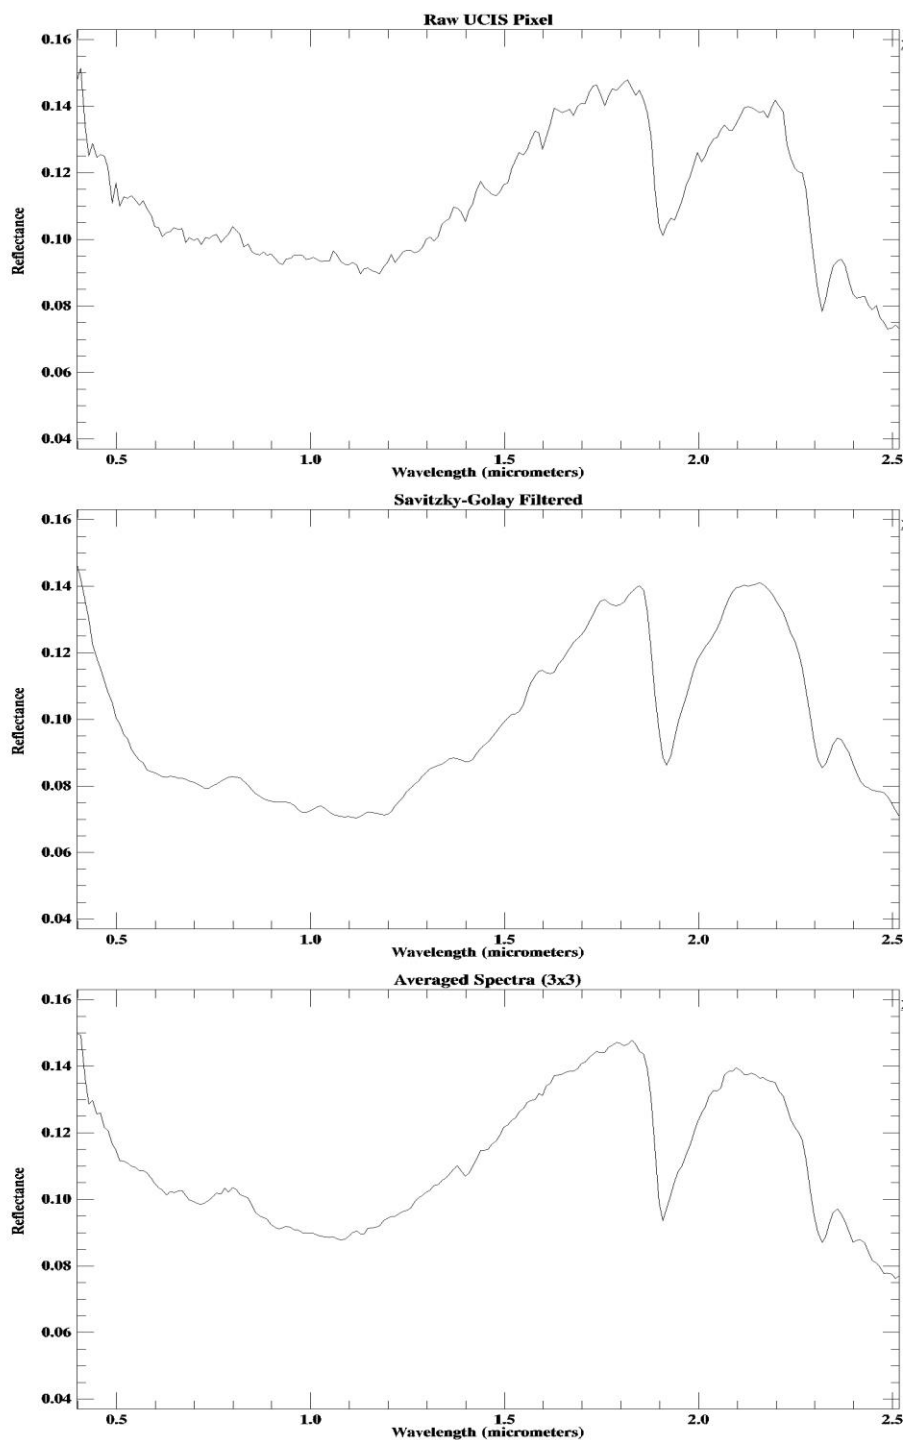 Raw UCIS Pixel
0.16
0.14
0.12
0.10
0.08
0.06
0.04
Reflectance
0.5 1.0 1.5 2.0 2.5
Wavelength (micrometers)
Savitzky-Golay Filtered
0.16
0.14
0.12
0.10
0.08
0.06
0.04
Reflectance
0.5 1.0 1.5 2.0 2.5
Wavelength (micrometers)
Averaged Spectra (3x3)
0.16
0.14
0.12
0.10
0.08
0.06
0.04
Reflectance
0.5 1.0 1.5 2.0 2.5
Wavelength (micrometers)